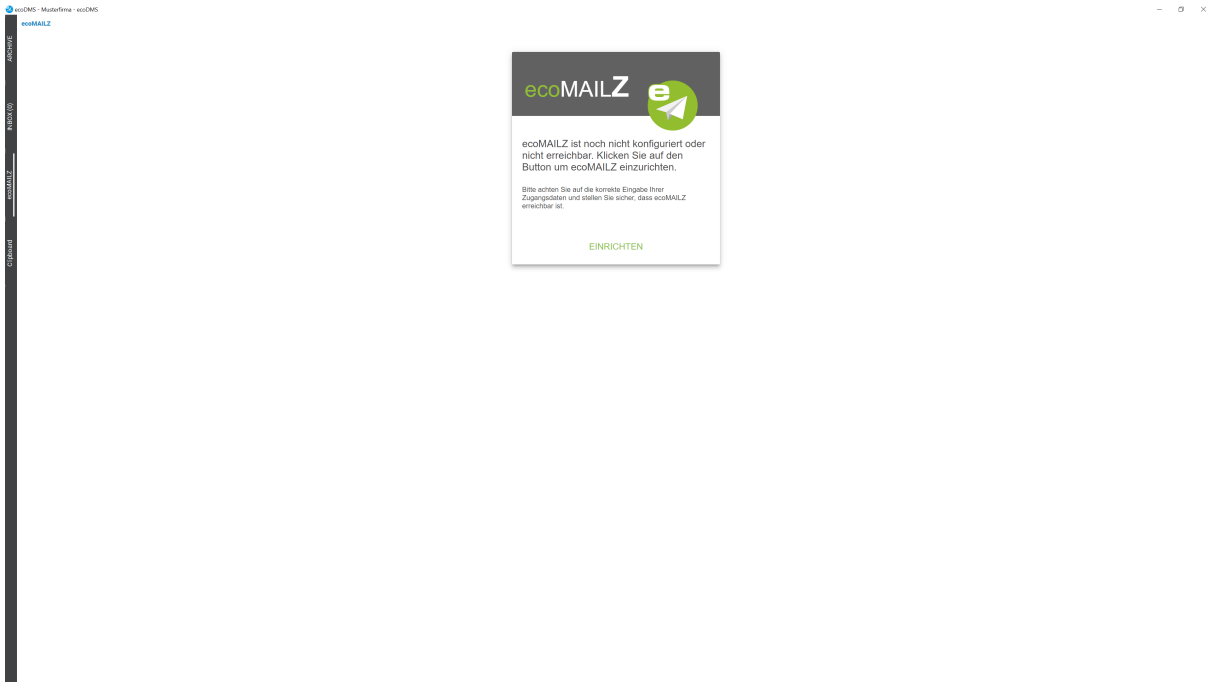 ecoDMS - Musterfirma - ecoDMS
ecoMAILZ
ARCHIVE
INBOX (0)
ecoMAILZ
Clipboard
ecoMAILZ
e
ecoMAILZ ist noch nicht konfiguriert oder
nicht erreichbar. Klicken Sie auf den
Button um ecoMAILZ einzurichten.
Bitte achten Sie auf die korrekte Eingabe Ihrer
Zugangsdaten und stellen Sie sicher, dass ecoMAILZ
erreichbar ist.
EINRICHTEN